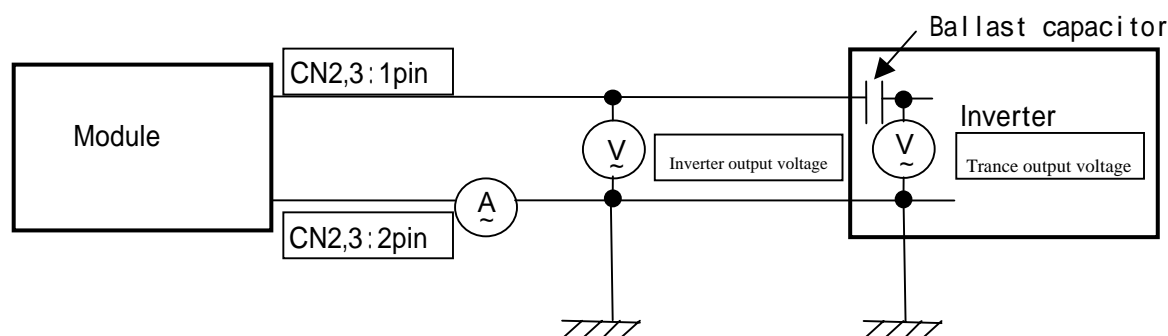 Ballast capacitor
CN2,3:1pin
Module
V
~
Inverter output voltage
V
~
Inverter
Trance output voltage
A
~
CN2,3:2pin